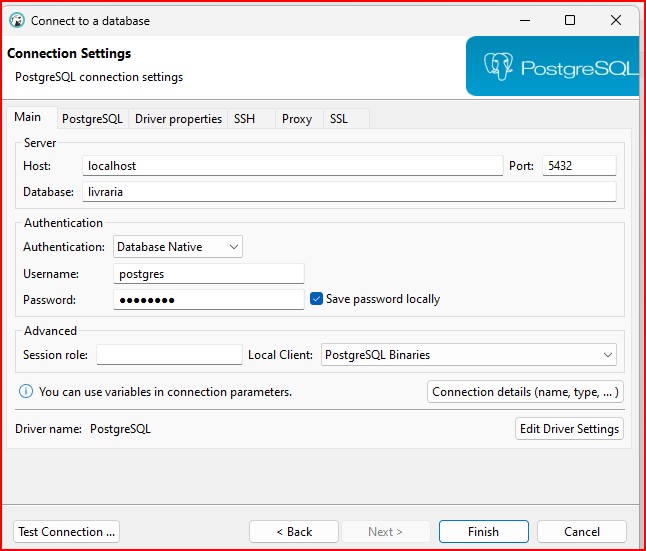 Connect to a database
Connection Settings
PostgreSQL connection settings
PostgreSQL
Main PostgreSQL Driver properties SSH Proxy SSL
Server
Host: localhost Port: 5432
Database: livraria
Authentication
Authentication: Database Native
Username: postgres
Password: ●●●●●●●● Save password locally
Advanced
Session role: Local Client: PostgreSQL Binaries
You can use variables in connection parameters. Connection details (name, type, ... )
Driver name: PostgreSQL Edit Driver Settings
Test Connection ... < Back Next > Finish Cancel